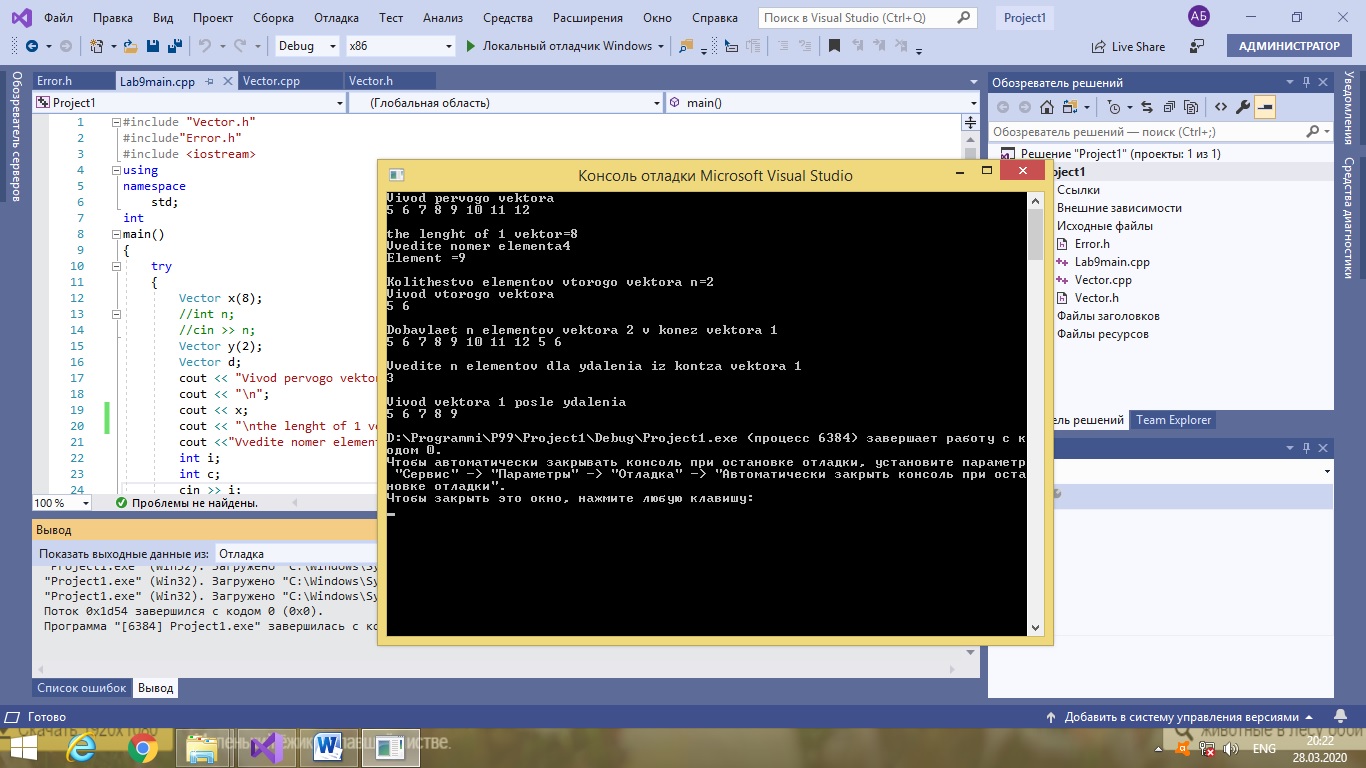 Файл Правка Вид Проект Сборка Отладка Тест Анализ Средства Расширения Окно Справка Поиск в Visual Studio (Ctrl+Q) Project1 АБ
Debug x86 Локальный отладчик Windows Live Share АДМИНИСТРАТОР
Обозреватель серверов
Error.h Lab9main.cpp Vector.cpp Vector.h
Project1 (Глобальная область) main()
1 #include "Vector.h"
2 #include"Error.h"
3 #include <iostream>
4 using
5 namespace
6 std;
7 int
8 main()
9 {
10 try
11 {
12 Vector x(8);
13 //int n;
14 //cin >> n;
15 Vector y(2);
16 Vector d;
17 cout << "Vivod pervogo vektor
18 cout << "\n";
19 cout << x;
20 cout << "\nthe lenght of 1 ve
21 cout <<"Vvedite nomer element
22 int i;
23 int c;
24 cin >> i;
100 % Проблемы не найдены.
Вывод
Показать выходные данные из: Отладка
"Project1.exe" (Win32). Загружено "C:\Windows\Sy
"Project1.exe" (Win32). Загружено "C:\Windows\Sy
"Project1.exe" (Win32). Загружено "C:\Windows\Sy
Поток 0x1d54 завершился с кодом 0 (0x0).
Программа "[6384] Project1.exe" завершилась с ко
Список ошибок Вывод
Консоль отладки Microsoft Visual Studio
Vivod pervogo vektora
5 6 7 8 9 10 11 12
the lenght of 1 vektor=8
Vvedite nomer elementa4
Element =9
Kolithestvo elementov vtorogo vektora n=2
Vivod vtorogo vektora
5 6
Dobavlaet n elementov vektora 2 v konez vektora 1
5 6 7 8 9 10 11 12 5 6
Vvedite n elementov dla ydalenia iz kontza vektora 1
3
Vivod vektora 1 posle ydalenia
5 6 7 8 9
D:\Programmi\P99\Project1\Debug\Project1.exe (процесс 6384) завершает работу с к
одом 0.
Чтобы автоматически закрывать консоль при остановке отладки, установите параметр
"Сервис" -> "Параметры" -> "Отладка" -> "Автоматически закрыть консоль при оста
новке отладки".
Чтобы закрыть это окно, нажмите любую клавишу:
Обозреватель решений
Обозреватель решений — поиск (Ctrl+;)
Решение "Project1" (проекты: 1 из 1)
oject1
Ссылки
Внешние зависимости
Исходные файлы
Error.h
Lab9main.cpp
Vector.cpp
Vector.h
Файлы заголовков
Файлы ресурсов
ель решений Team Explorer
Уведомления
Средства диагностики
Готово Добавить в систему управления версиями
Скачать 1920x1080
животные в лесу
ENG 20:22
28.03.2020